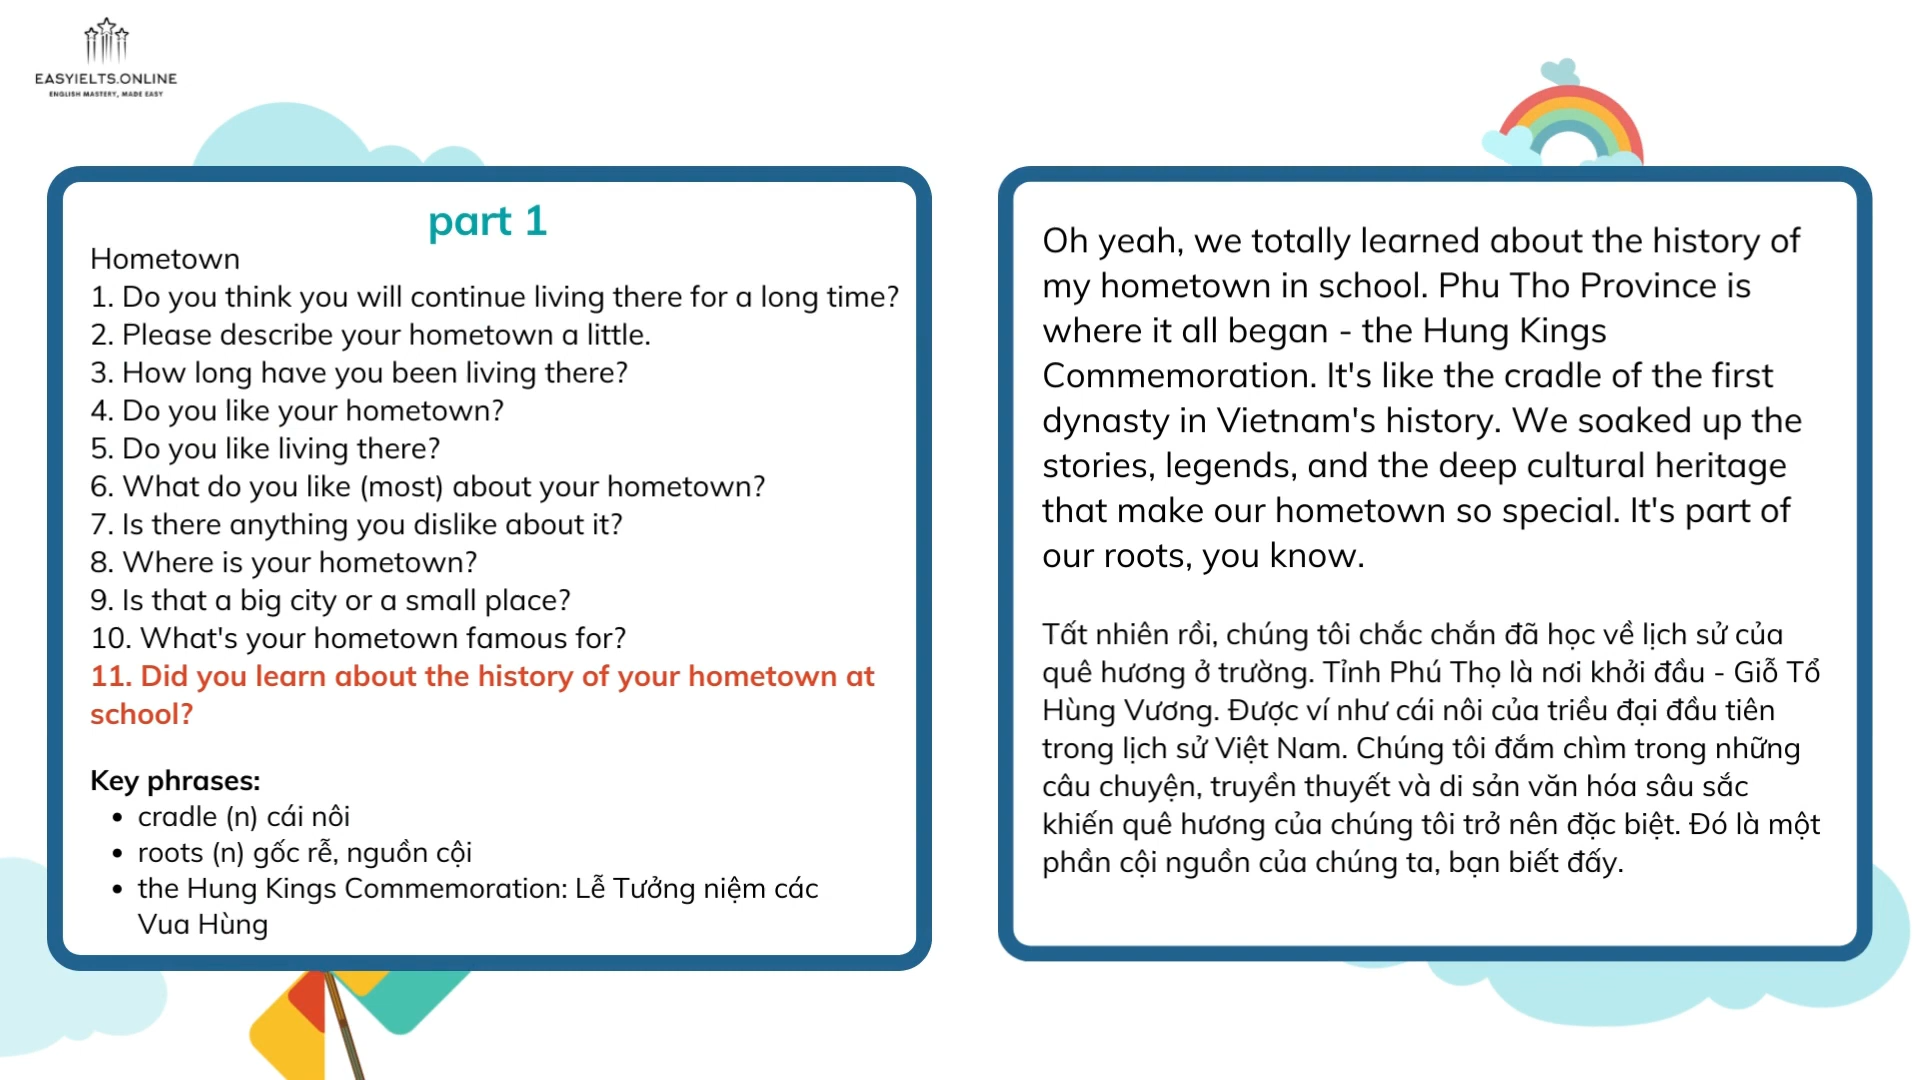 EASYIELTS.ONLINE
ENGLISH MASTERY, MADE EASY
part 1
Hometown
1. Do you think you will continue living there for a long time?
2. Please describe your hometown a little.
3. How long have you been living there?
4. Do you like your hometown?
5. Do you like living there?
6. What do you like (most) about your hometown?
7. Is there anything you dislike about it?
8. Where is your hometown?
9. Is that a big city or a small place?
10. What's your hometown famous for?
11. Did you learn about the history of your hometown at
school?
Key phrases:
• cradle (n) cái nôi
• roots (n) gốc rễ, nguồn cội
• the Hung Kings Commemoration: Lễ Tưởng niệm các
Vua Hùng
Oh yeah, we totally learned about the history of
my hometown in school. Phu Tho Province is
where it all began - the Hung Kings
Commemoration. It's like the cradle of the first
dynasty in Vietnam's history. We soaked up the
stories, legends, and the deep cultural heritage
that make our hometown so special. It's part of
our roots, you know.
Tất nhiên rồi, chúng tôi chắc chắn đã học về lịch sử của
quê hương ở trường. Tỉnh Phú Thọ là nơi khởi đầu - Giỗ Tổ
Hùng Vương. Được ví như cái nôi của triều đại đầu tiên
trong lịch sử Việt Nam. Chúng tôi đắm chìm trong những
câu chuyện, truyền thuyết và di sản văn hóa sâu sắc
khiến quê hương của chúng tôi trở nên đặc biệt. Đó là một
phần cội nguồn của chúng ta, bạn biết đấy.